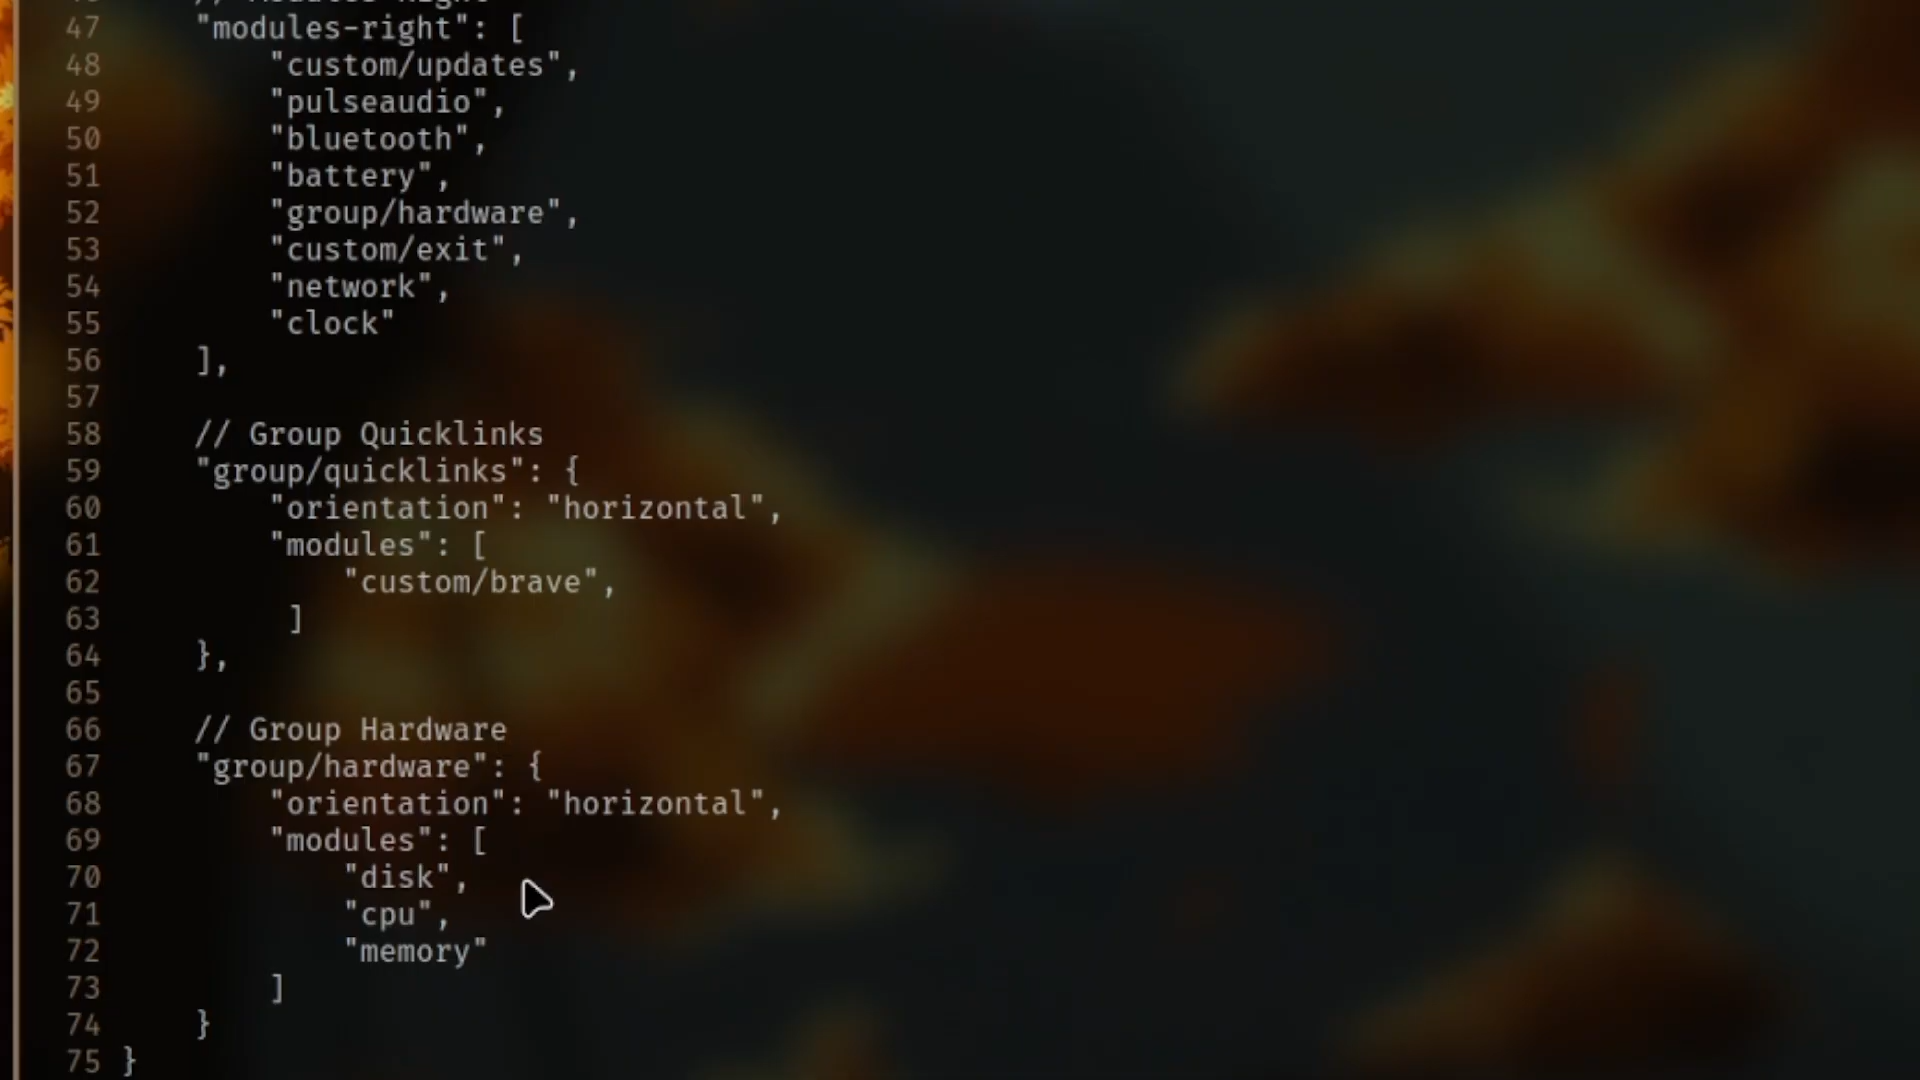 47 "modules-right": [
48 "custom/updates",
49 "pulseaudio",
50 "bluetooth",
51 "battery",
52 "group/hardware",
53 "custom/exit",
54 "network",
55 "clock"
56 ],
57
58 // Group Quicklinks
59 "group/quicklinks": {
60 "orientation": "horizontal",
61 "modules": [
62 "custom/brave",
63 ]
64 },
65
66 // Group Hardware
67 "group/hardware": {
68 "orientation": "horizontal",
69 "modules": [
70 "disk",
71 "cpu",
72 "memory"
73 ]
74 }
75 }